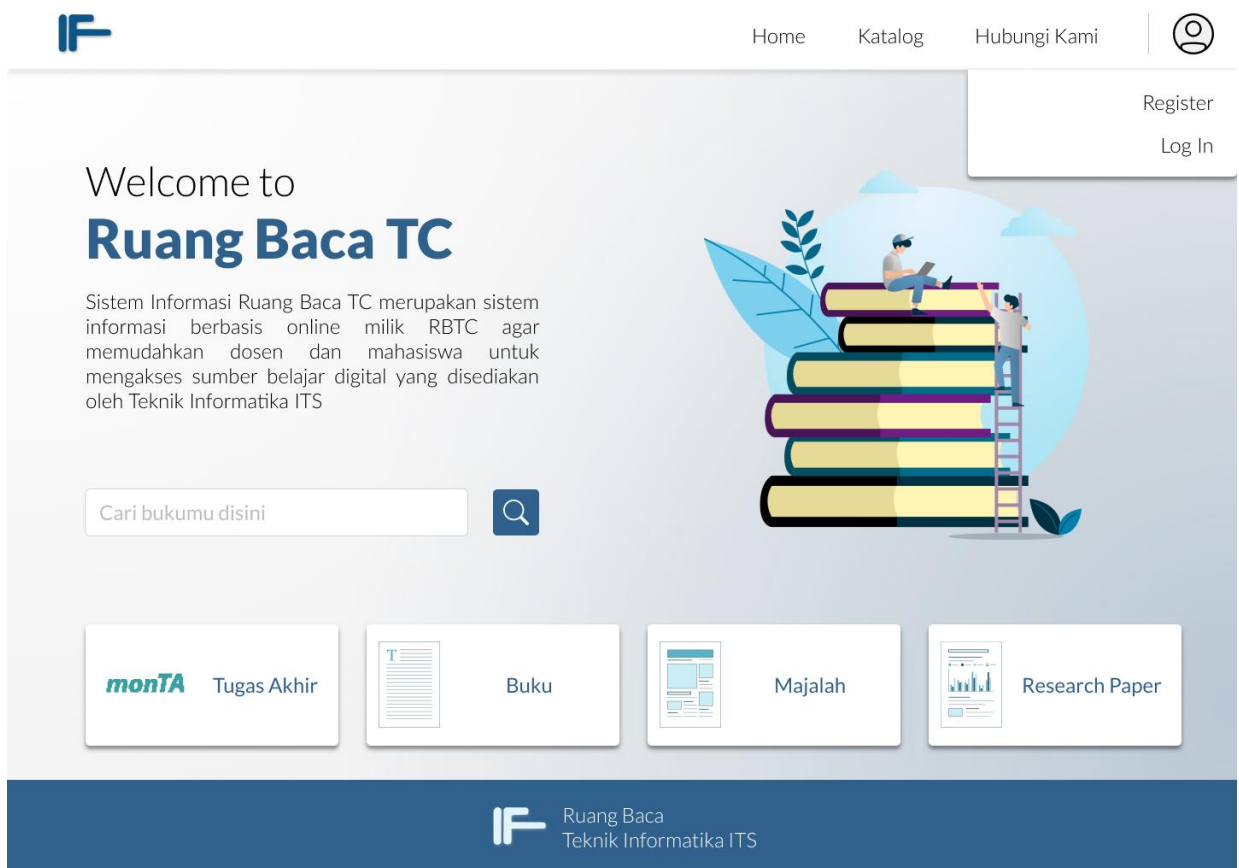 IF
Home
Katalog
Hubungi Kami
Register
Log In
Welcome to
Ruang Baca TC
Sistem Informasi Ruang Baca TC merupakan sistem
informasi berbasis online milik RBTC agar
memudahkan dosen dan mahasiswa untuk
mengakses sumber belajar digital yang disediakan
oleh Teknik Informatika ITS
Cari bukumu disini
monTA
Tugas Akhir
T
Buku
Majalah
Research Paper
IF
Ruang Baca
Teknik Informatika ITS